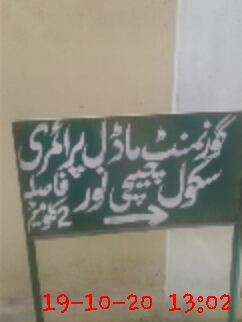 گورنمنٹ ماڈل پرائمری
سکول چیچی نور فاصلہ
2 کلومیٹر
19-10-20 13:02